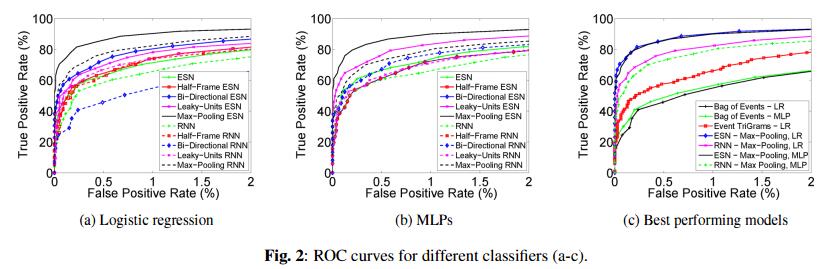 100
80
60
40
20
0
True Positive Rate (%)
ESN
Half-Frame ESN
Bi-Directional ESN
Leaky-Units ESN
Max-Pooling ESN
RNN
Half-Frame RNN
Bi-Directional RNN
Leaky-Units RNN
Max-Pooling RNN
0 0.5 1 1.5 2
False Positive Rate (%)
(a) Logistic regression
100
80
60
40
20
0
True Positive Rate (%)
ESN
Half-Frame ESN
Bi-Directional ESN
Leaky-Units ESN
Max-Pooling ESN
RNN
Half-Frame RNN
Bi-Directional RNN
Leaky-Units RNN
Max-Pooling RNN
0 0.5 1 1.5 2
False Positive Rate (%)
(b) MLPs
100
80
60
40
20
0
True Positive Rate (%)
Bag of Events - LR
Bag of Events - MLP
Event TriGrams - LR
ESN - Max-Pooling, LR
RNN - Max-Pooling, LR
ESN - Max-Pooling, MLP
RNN - Max Pooling, MLP
0 0.5 1 1.5 2
False Positive Rate (%)
(c) Best performing models
Fig. 2: ROC curves for different classifiers (a-c).